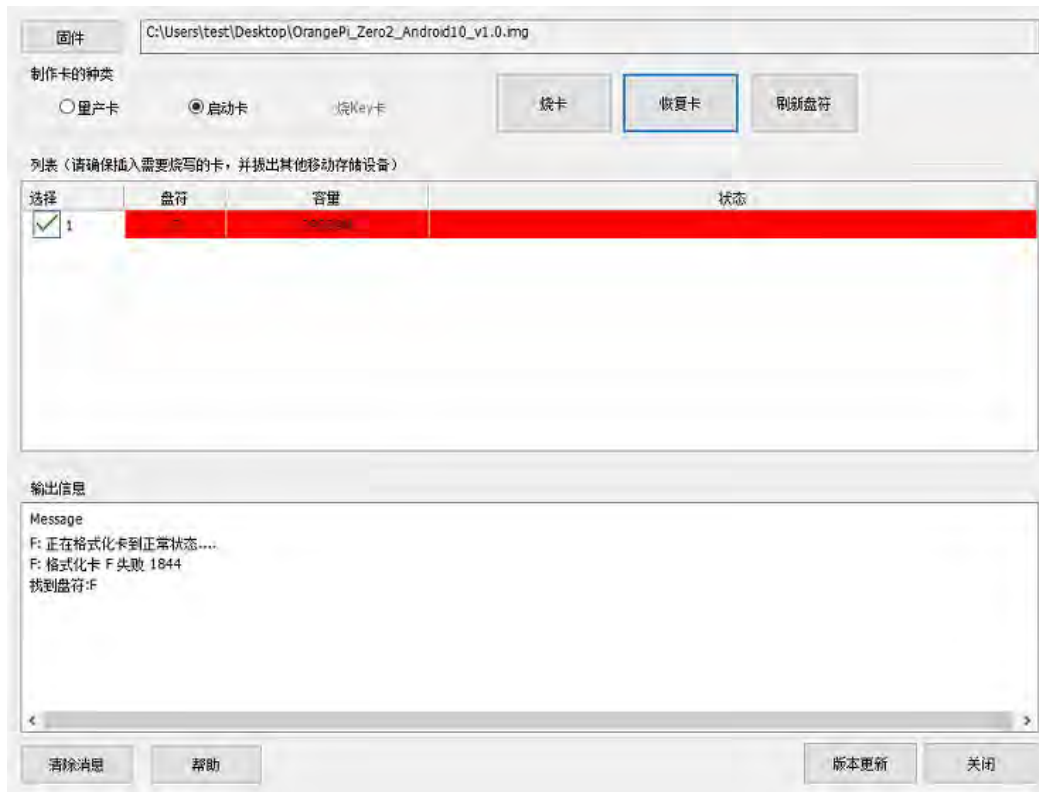 固件 C:\Users\test\Desktop\OrangePi_Zero2_Android10_v1.0.img
制作卡的种类
量产卡 启动卡 烧Key卡 烧卡 恢复卡 刷新盘符
列表（请确保插入需要烧写的卡，并拔出其他移动存储设备）
选择 盘符 容量 状态
1
输出信息
Message
F: 正在格式化卡到正常状态....
F: 格式化卡 F 失败 1844
找到盘符:F
清除消息 帮助 版本更新 关闭